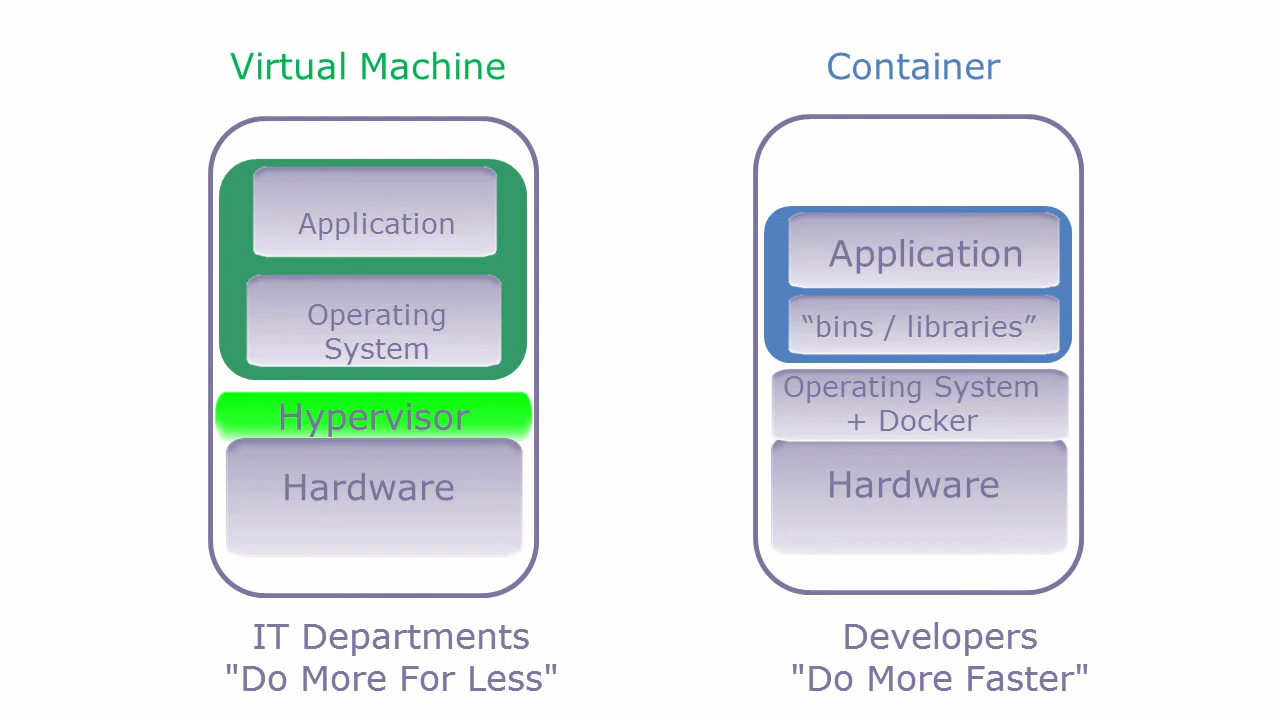 Virtual Machine
Application
Operating
System
Hypervisor
Hardware
IT Departments
"Do More For Less"
Container
Application
“bins / libraries”
Operating System
+ Docker
Hardware
Developers
"Do More Faster"